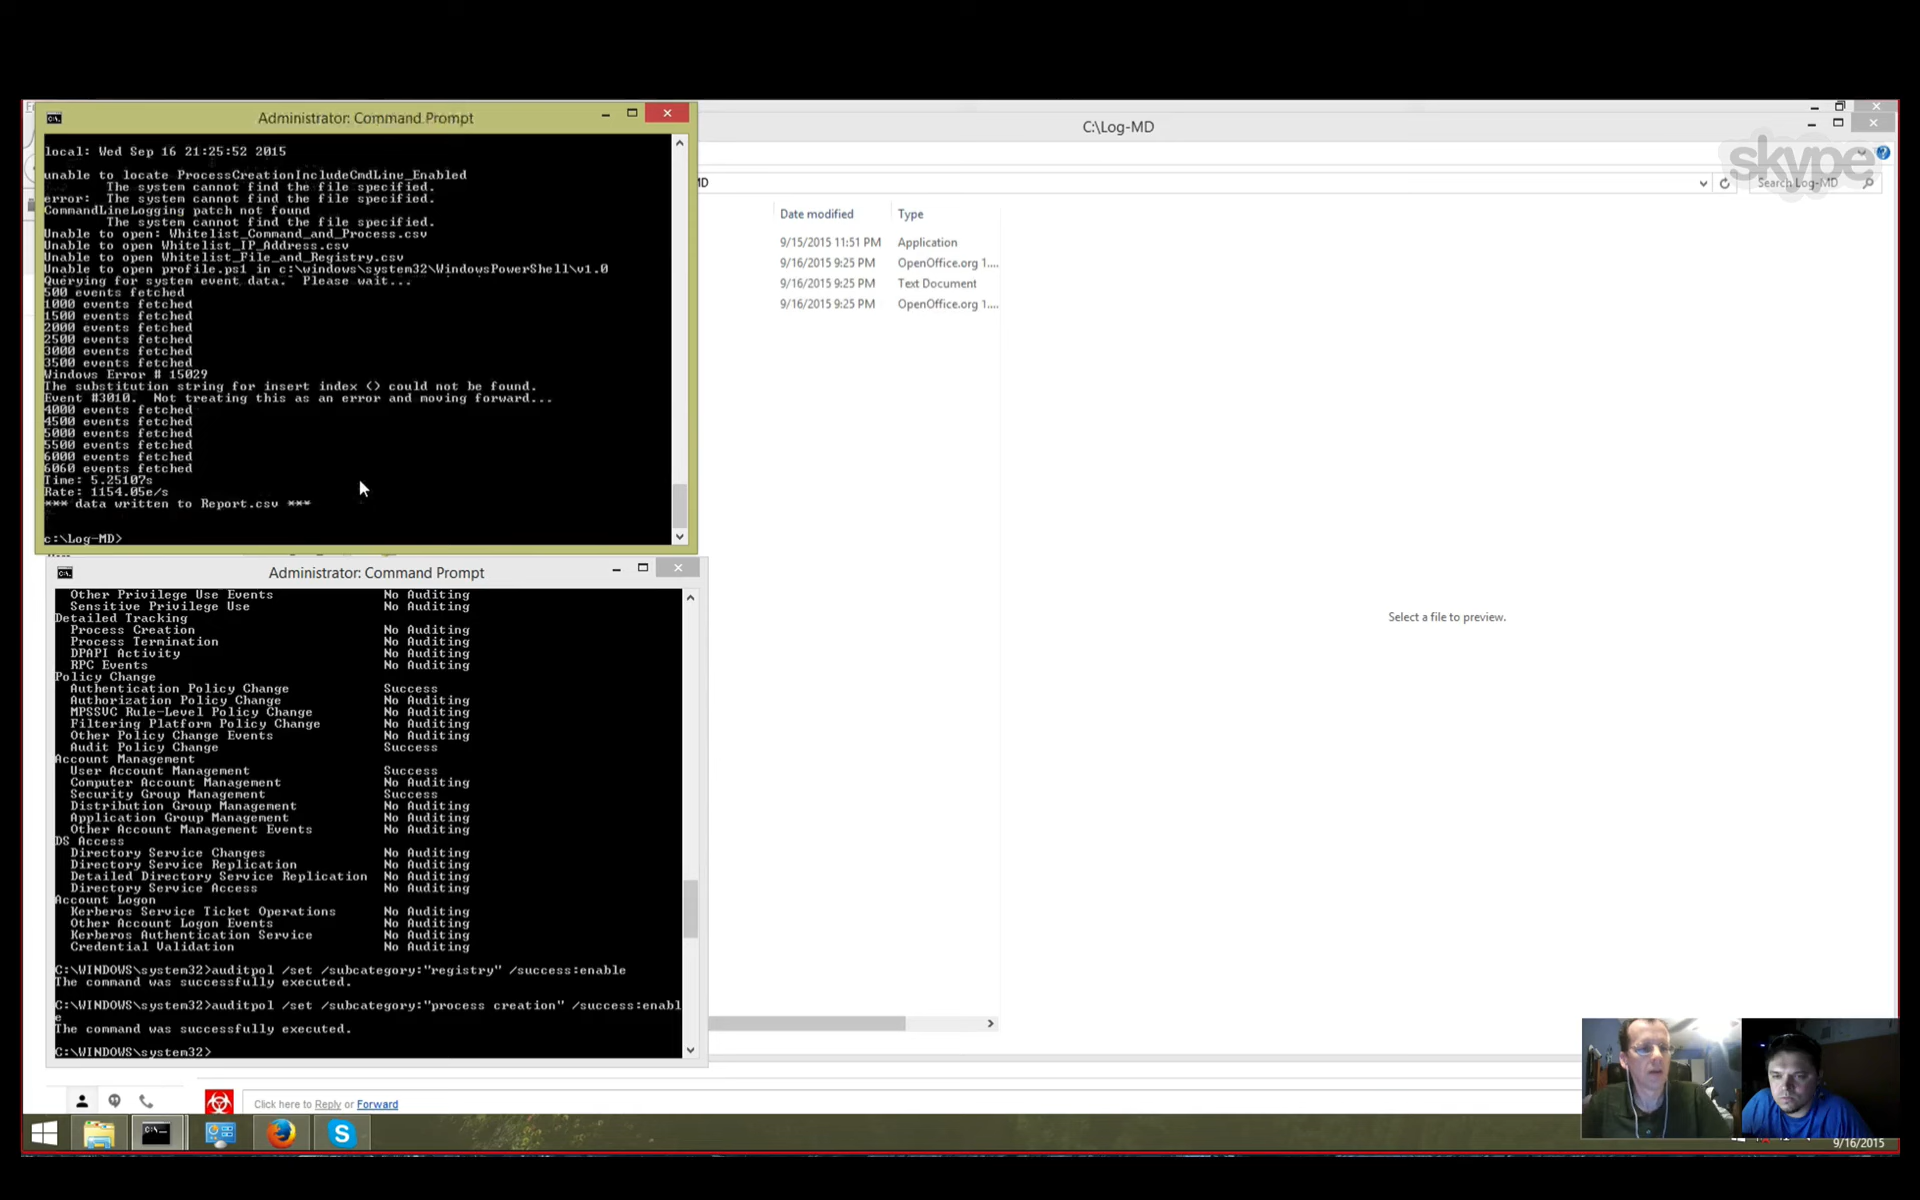 Administrator: Command Prompt
local: Wed Sep 16 21:25:52 2015
unable to locate ProcessCreationIncludeCmdLine_Enabled
The system cannot find the file specified.
error: The system cannot find the file specified.
CommandLineLogging patch not found
The system cannot find the file specified.
Unable to open: Whitelist_Command_and_Process.csv
Unable to open Whitelist_IP_Address.csv
Unable to open Whitelist_File_and_Registry.csv
Unable to open profile.ps1 in c:\windows\system32\WindowsPowerShell\v1.0
Querying for system event data. Please wait...
500 events fetched
1000 events fetched
1500 events fetched
2000 events fetched
2500 events fetched
3000 events fetched
3500 events fetched
Windows Error # 15029
The substitution string for insert index () could not be found.
Event #3010. Not treating this as an error and moving forward...
4000 events fetched
4500 events fetched
5000 events fetched
5500 events fetched
6000 events fetched
6060 events fetched
Time: 5.25107s
Rate: 1154.05e/s
*** data written to Report.csv ***
c:\Log-MD>
Administrator: Command Prompt
Other Privilege Use Events No Auditing
Sensitive Privilege Use No Auditing
Detailed Tracking
Process Creation No Auditing
Process Termination No Auditing
DPAPI Activity No Auditing
RPC Events No Auditing
Policy Change
Authentication Policy Change Success
Authorization Policy Change No Auditing
MPSSVC Rule-Level Policy Change No Auditing
Filtering Platform Policy Change No Auditing
Other Policy Change Events No Auditing
Audit Policy Change Success
Account Management
User Account Management Success
Computer Account Management No Auditing
Security Group Management Success
Distribution Group Management No Auditing
Application Group Management No Auditing
Other Account Management Events No Auditing
DS Access
Directory Service Changes No Auditing
Directory Service Replication No Auditing
Detailed Directory Service Replication No Auditing
Directory Service Access No Auditing
Account Logon
Kerberos Service Ticket Operations No Auditing
Other Account Logon Events No Auditing
Kerberos Authentication Service No Auditing
Credential Validation No Auditing
C:\WINDOWS\system32>auditpol /set /subcategory:"registry" /success:enable
The command was successfully executed.
C:\WINDOWS\system32>auditpol /set /subcategory:"process creation" /success:enabl
e
The command was successfully executed.
C:\WINDOWS\system32>
C:\Log-MD
skype
MD
Search Log-MD
Date modified Type
9/15/2015 11:51 PM Application
9/16/2015 9:25 PM OpenOffice.org 1....
9/16/2015 9:25 PM Text Document
9/16/2015 9:25 PM OpenOffice.org 1....
Select a file to preview.
Click here to Reply or Forward
9/16/2015